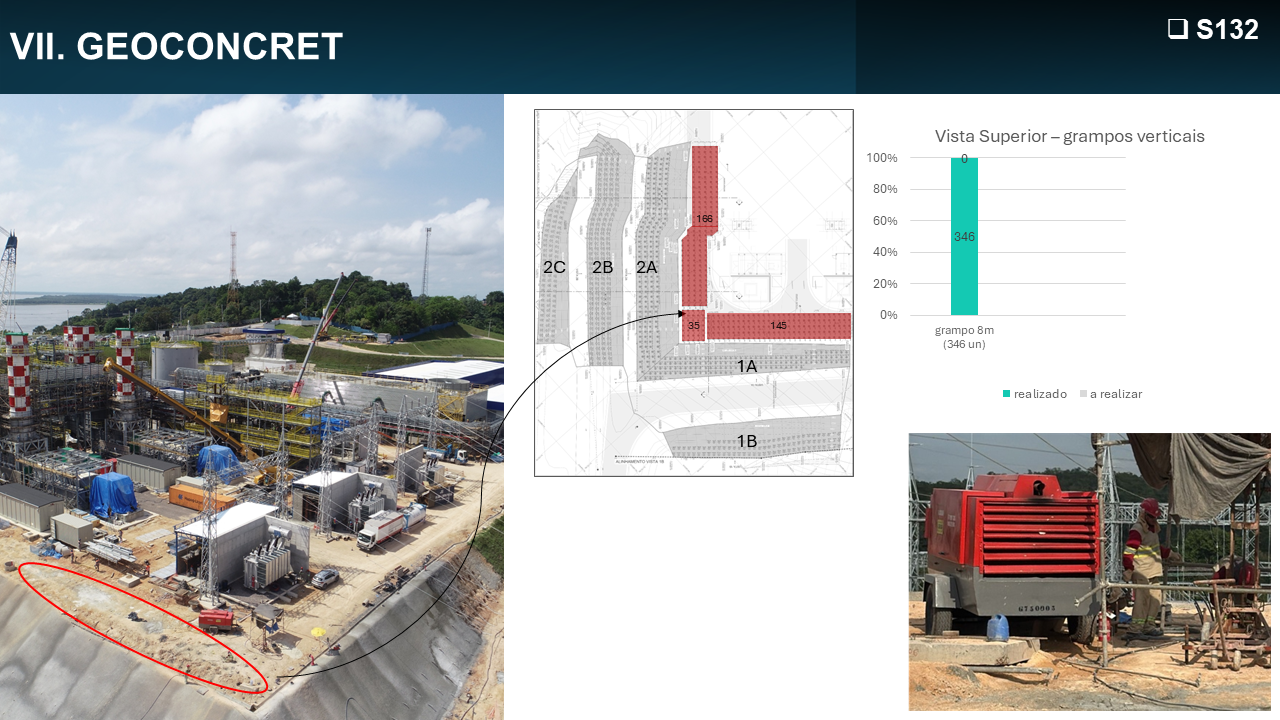 VII. GEOCONCRET
❑ S132
166
2C
2B
2A
35
145
1A
1B
ALINHAMENTO VISTA 1B
Vista Superior – grampos verticais
100%
80%
60%
40%
20%
0%
0
346
grampo 8m
(346 un)
realizado
a realizar